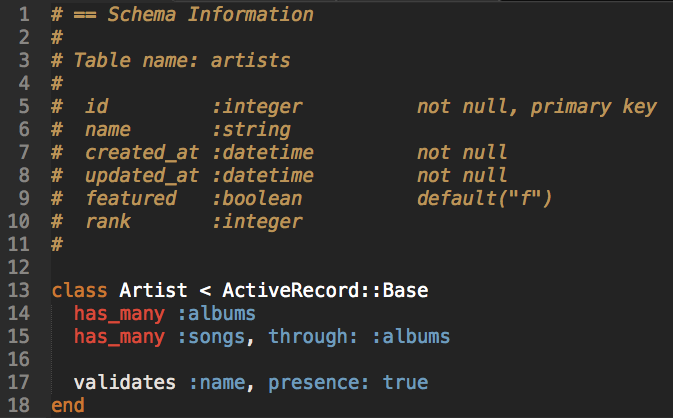 1 # == Schema Information
2 #
3 # Table name: artists
4 #
5 #  id         :integer          not null, primary key
6 #  name       :string
7 #  created_at :datetime         not null
8 #  updated_at :datetime         not null
9 #  featured   :boolean          default("f")
10 #  rank       :integer
11 #
12
13 class Artist < ActiveRecord::Base
14   has_many :albums
15   has_many :songs, through: :albums
16
17   validates :name, presence: true
18 end